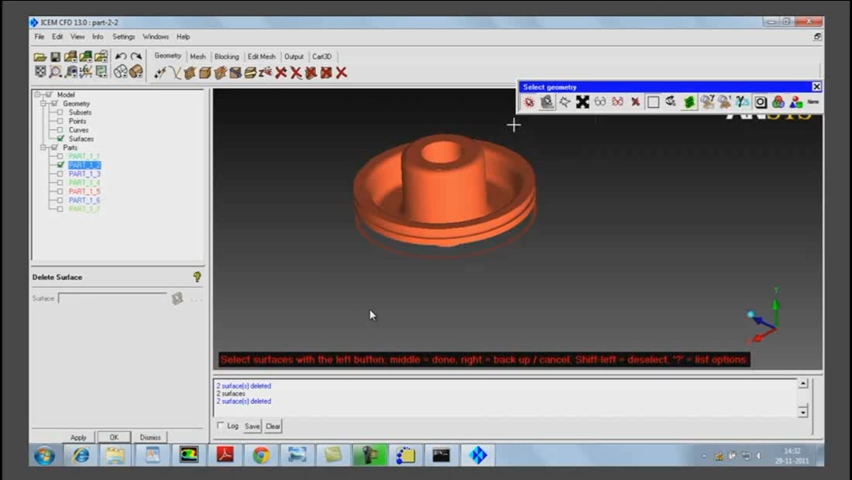 ICEM CFD 13.0 : part-2-2
File Edit View Info Settings Windows Help
Geometry Mesh Blocking Edit Mesh Output Cart3D
Select geometry
Model
Geometry
Subsets
Points
Curves
Surfaces
Parts
PART_1_1
PART_1_2
PART_1_3
PART_1_4
PART_1_5
PART_1_6
Delete Surface
Surface
Y
Select surfaces with the left button, middle = done, right = back up / cancel, Shift-left = deselect, '?' = list options.
2 surface(s) deleted
2 surfaces
2 surface(s) deleted
Log Save Clear
Apply OK Dismiss
14:32
29-11-2011